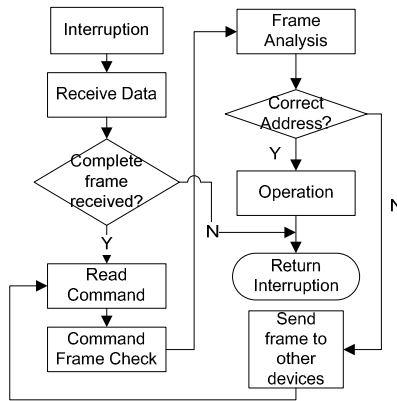 Interruption
Receive Data
Complete
frame
received?
Y
N
Read
Command
Command
Frame Check
Frame
Analysis
Correct
Address?
Y
N
Operation
Return
Interruption
Send
frame to
other
devices